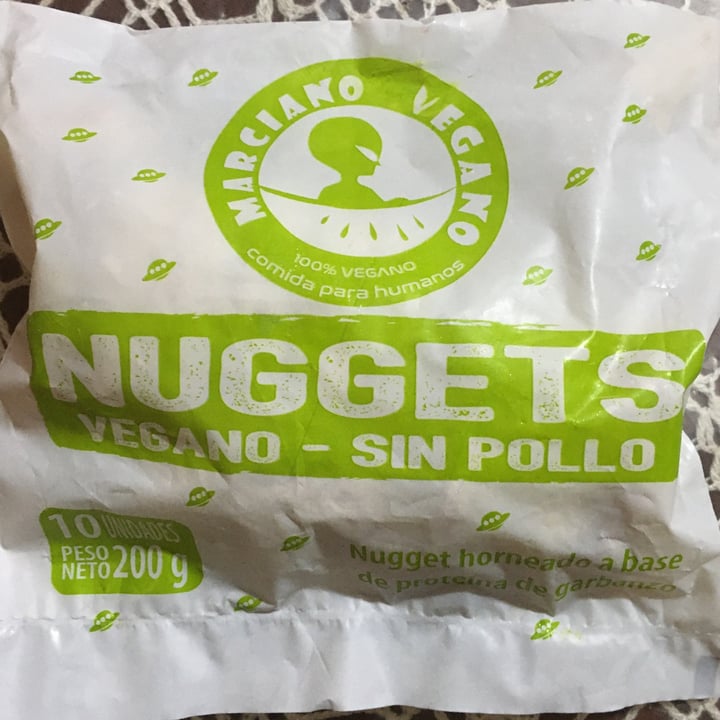 MARCIANO VEGANO
100% VEGANO
comida para humanos
NUGGETS
VEGANO - SIN POLLO
10 UNIDADES
PESO NETO 200 g
Nugget horneado a base
de proteína de garbanzo